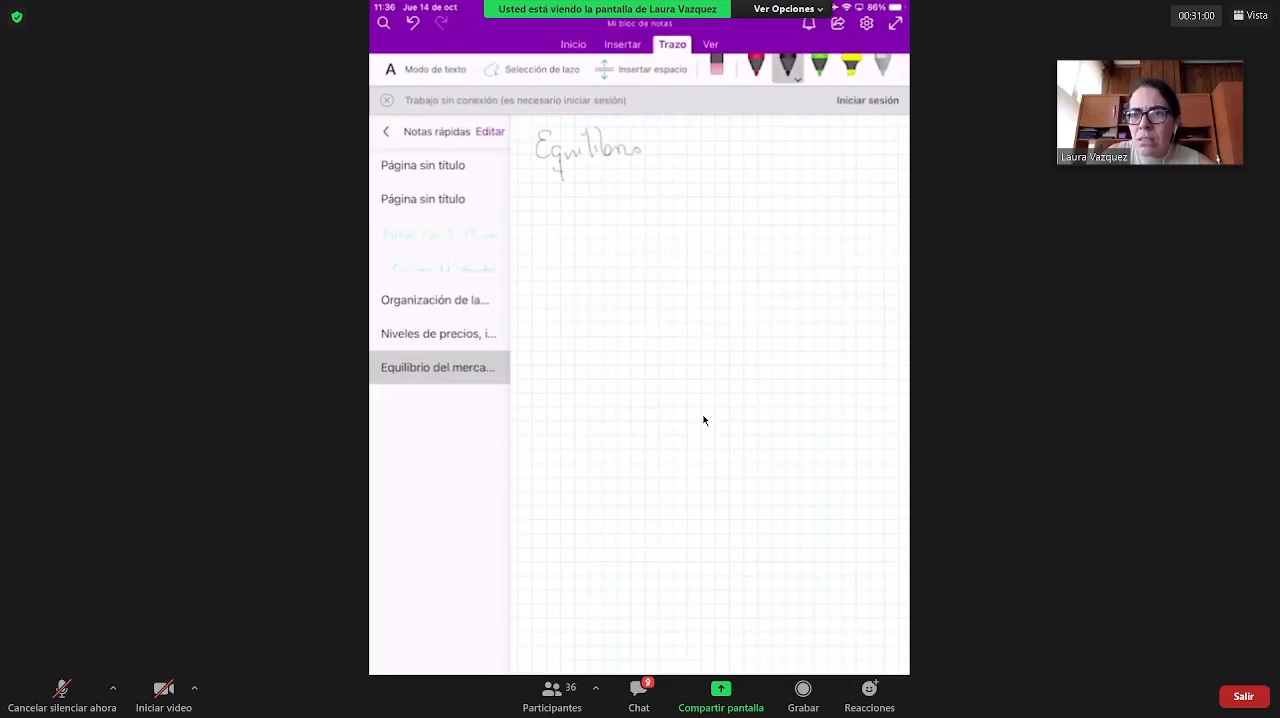 11:36 Jue 14 de oct
Usted está viendo la pantalla de Laura Vazquez
Ver Opciones
86%
00:31:00
Vista
Mi bloc de notas
Inicio Insertar Trazo Ver
A Modo de texto Selección de lazo Insertar espacio
Trabajo sin conexión (es necesario iniciar sesión) Iniciar sesión
Notas rápidas Editar
Equilibrio
Página sin título
Página sin título
Organización de la...
Niveles de precios, i...
Equilibrio del merca...
Laura Vazquez
Cancelar silenciar ahora
Iniciar video
36
Participantes
9
Chat
Compartir pantalla
Grabar
Reacciones
Salir